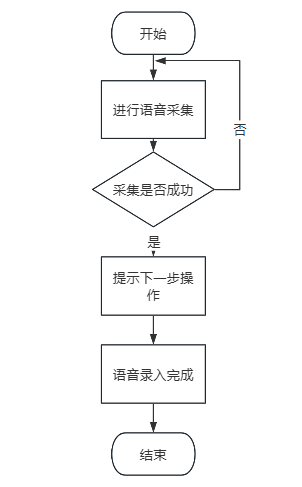 开始
进行语音采集
否
采集是否成功
是
提示下一步操
作
语音录入完成
结束